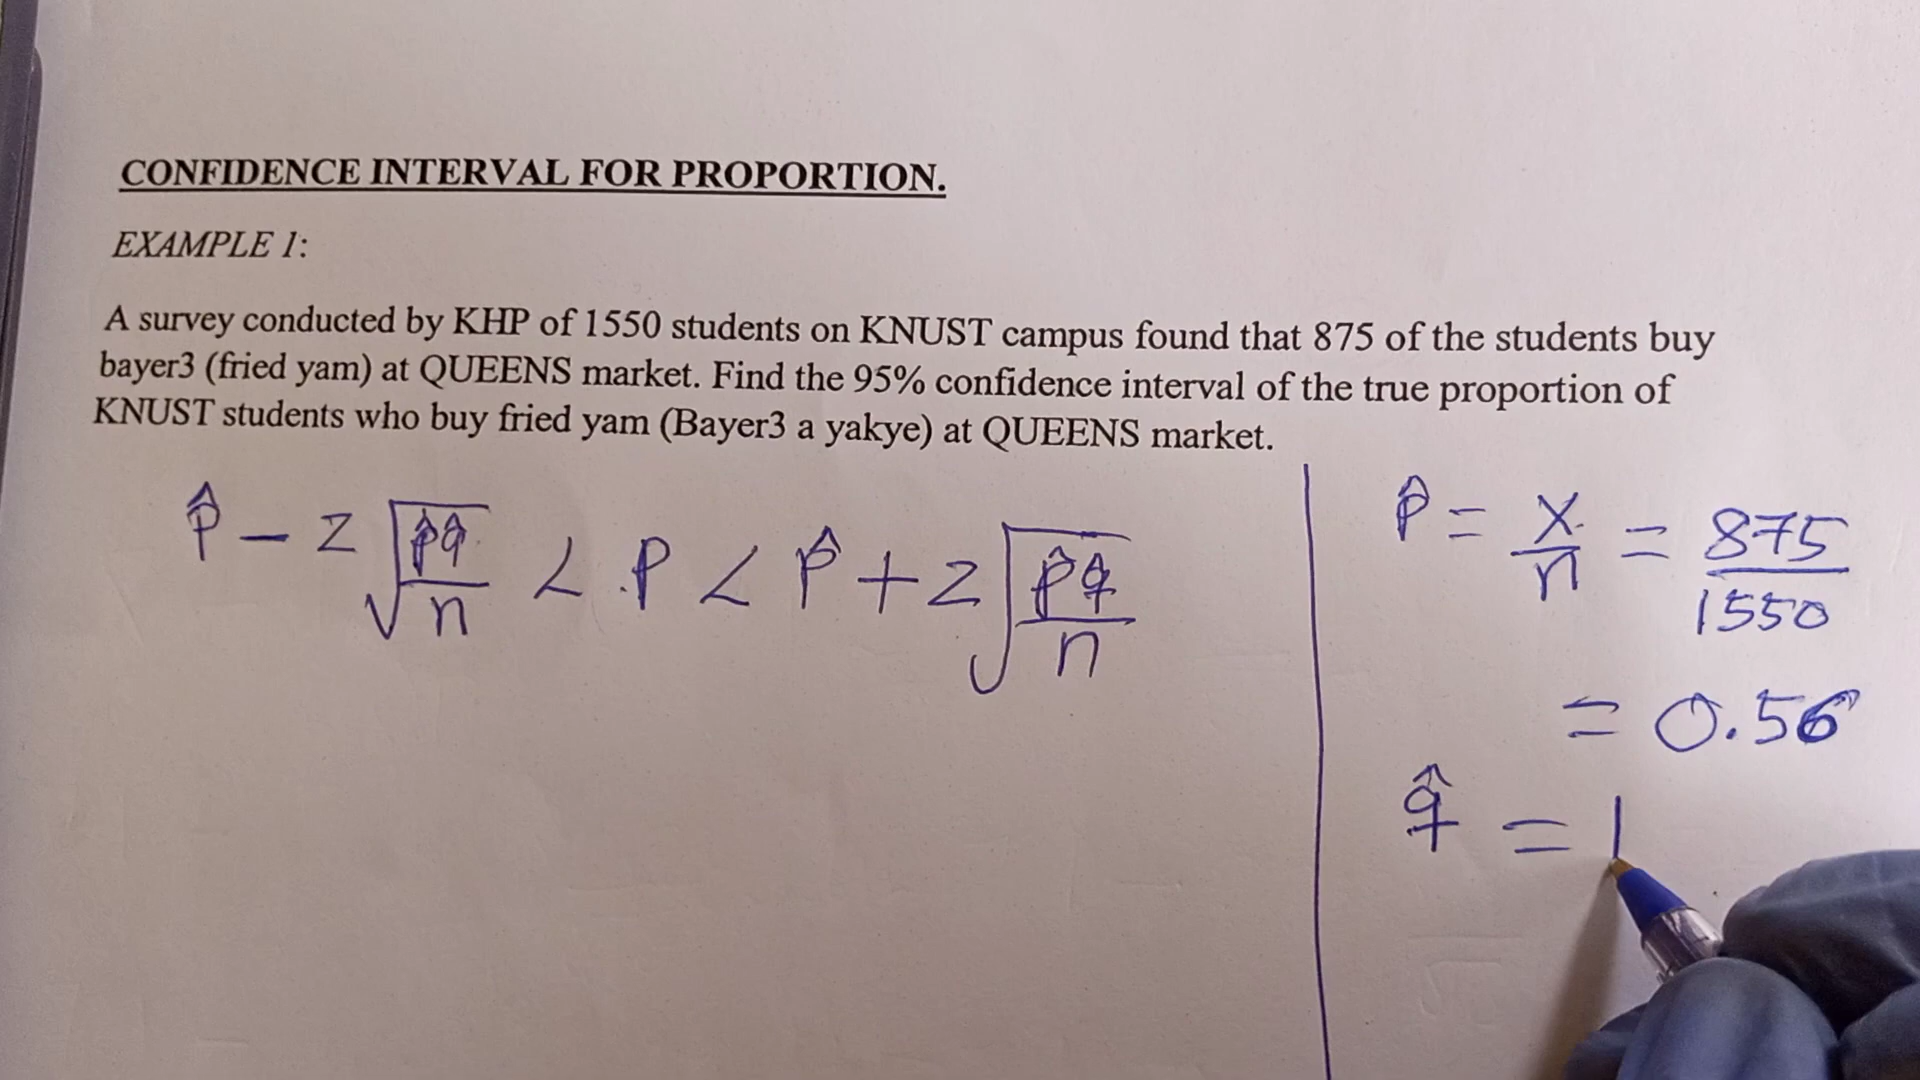 CONFIDENCE INTERVAL FOR PROPORTION.
EXAMPLE 1:
A survey conducted by KHP of 1550 students on KNUST campus found that 875 of the students buy
bayer3 (fried yam) at QUEENS market. Find the 95% confidence interval of the true proportion of
KNUST students who buy fried yam (Bayer3 a yakye) at QUEENS market.
p̂ - z √(p̂q̂/n) < p < p̂ + z √(p̂q̂/n)
p̂ = x/n = 875/1550
= 0.56
q̂ = 1